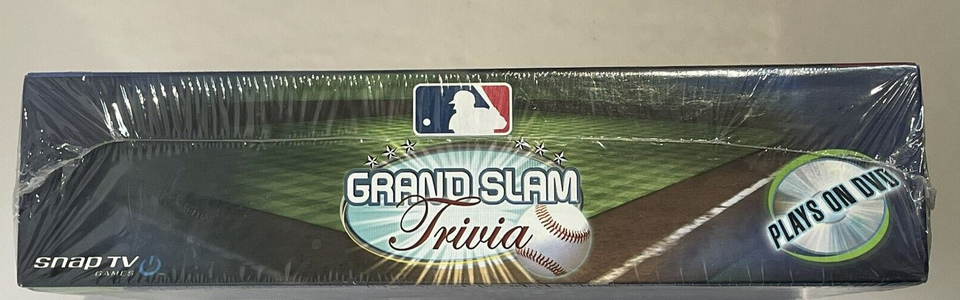 GRAND SLAM
Trivia
PLAYS ON DVD
snap TV
GAMES